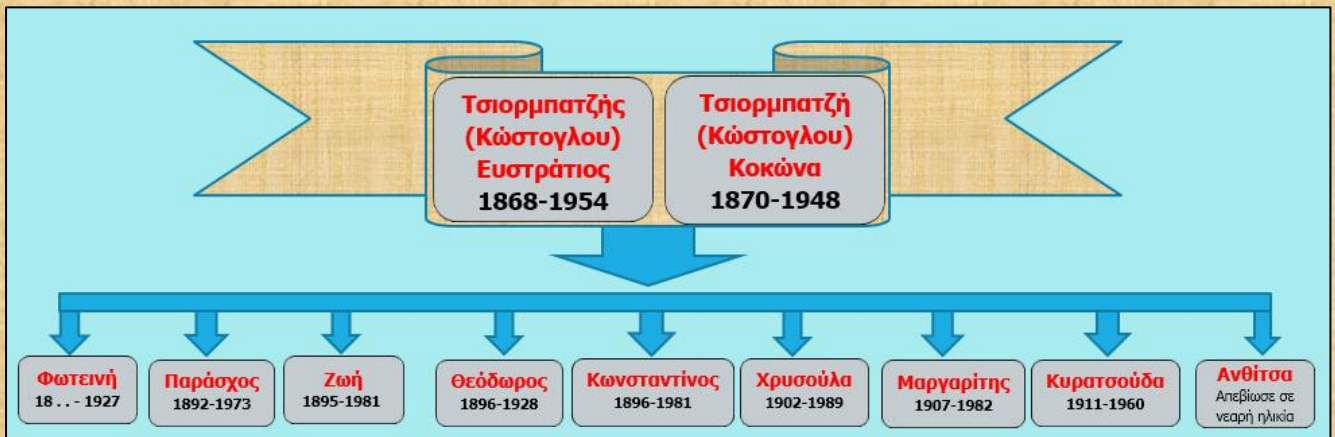 Τσιορμπατζής
(Κώστογλου)
Ευστράτιος
1868-1954
Τσιορμπατζή
(Κώστογλου)
Κοκώνα
1870-1948
Φωτεινή
18 . . - 1927
Παράσχος
1892-1973
Ζωή
1895-1981
Θεόδωρος
1896-1928
Κωνσταντίνος
1896-1981
Χρυσούλα
1902-1989
Μαργαρίτης
1907-1982
Κυρατσούδα
1911-1960
Ανθίτσα
Απεβίωσε σε
νεαρή ηλικία